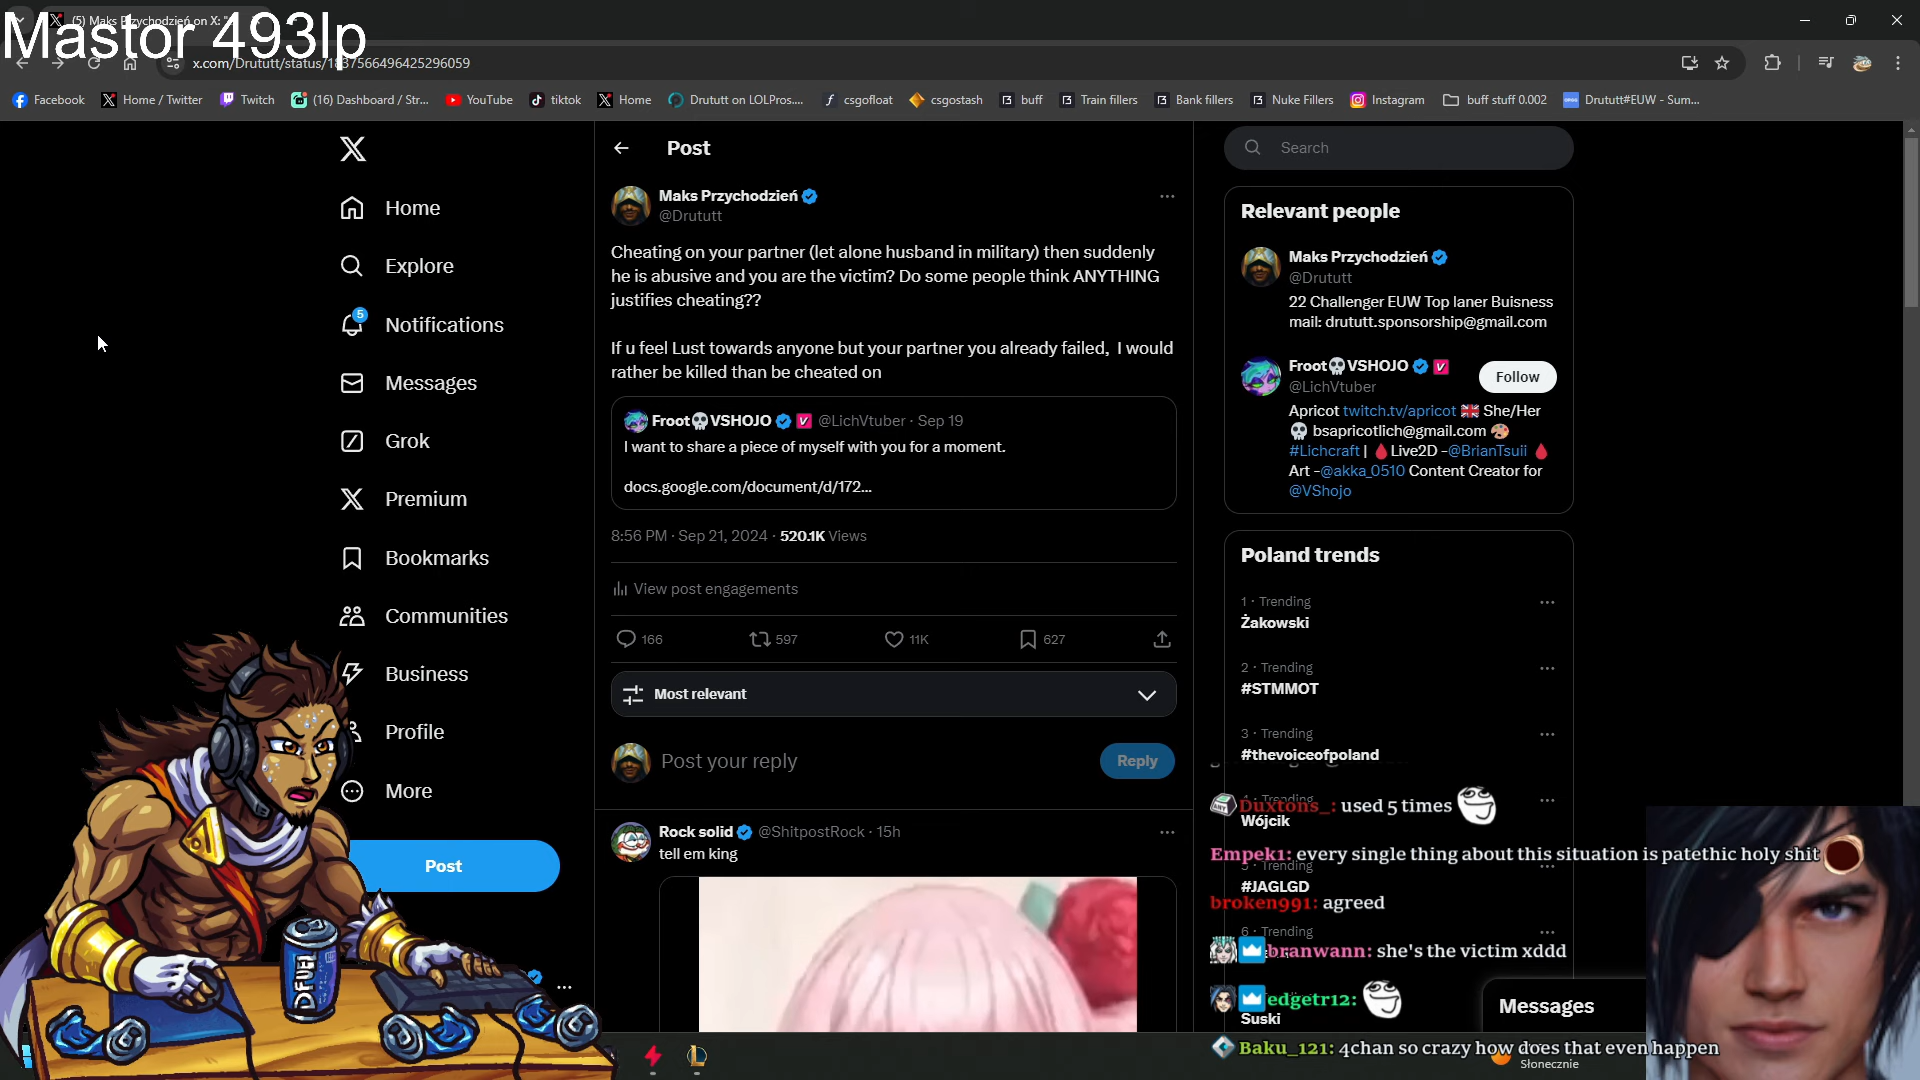 Mastor 493lp
(5) Maks Przychodzień on X: "
x.com/Drututt/status/1837566496425296059
Facebook
Home / Twitter
Twitch
(16) Dashboard / Str...
YouTube
tiktok
Home
Drututt on LOLPros....
csgofloat
csgostash
buff
Train fillers
Bank fillers
Nuke Fillers
Instagram
buff stuff 0.002
Drututt#EUW - Sum...
Home
Explore
5
Notifications
Messages
Grok
Premium
Bookmarks
Communities
Business
Profile
More
Post
Post
Maks Przychodzień
@Drututt
Cheating on your partner (let alone husband in military) then suddenly
he is abusive and you are the victim? Do some people think ANYTHING
justifies cheating??
If u feel Lust towards anyone but your partner you already failed, I would
rather be killed than be cheated on
Froot💀VSHOJO @LichVtuber · Sep 19
I want to share a piece of myself with you for a moment.
docs.google.com/document/d/172...
8:56 PM · Sep 21, 2024 · 520.1K Views
View post engagements
166
597
11K
627
Most relevant
Post your reply
Reply
Rock solid @ShitpostRock · 15h
tell em king
Search
Relevant people
Maks Przychodzień
@Drututt
22 Challenger EUW Top laner Buisness
mail: drututt.sponsorship@gmail.com
Froot💀VSHOJO
@LichVtuber
Follow
Apricot twitch.tv/apricot 🇬🇧 She/Her
💀 bsapricotlich@gmail.com 🎨
#Lichcraft | 🩸Live2D -@BrianTsuii 🩸
Art -@akka_0510 Content Creator for
@VShojo
Poland trends
1 · Trending
Żakowski
2 · Trending
#STMMOT
3 · Trending
#thevoiceofpoland
4 · Trending
Wójcik
5 · Trending
#JAGLGD
6 · Trending
Suski
Duxtons_: used 5 times
Empek1: every single thing about this situation is patethic holy shit
broken991: agreed
branwann: she's the victim xddd
edgetr12:
Baku_121: 4chan so crazy how does that even happen
Messages
Słonecznie
DFUEL